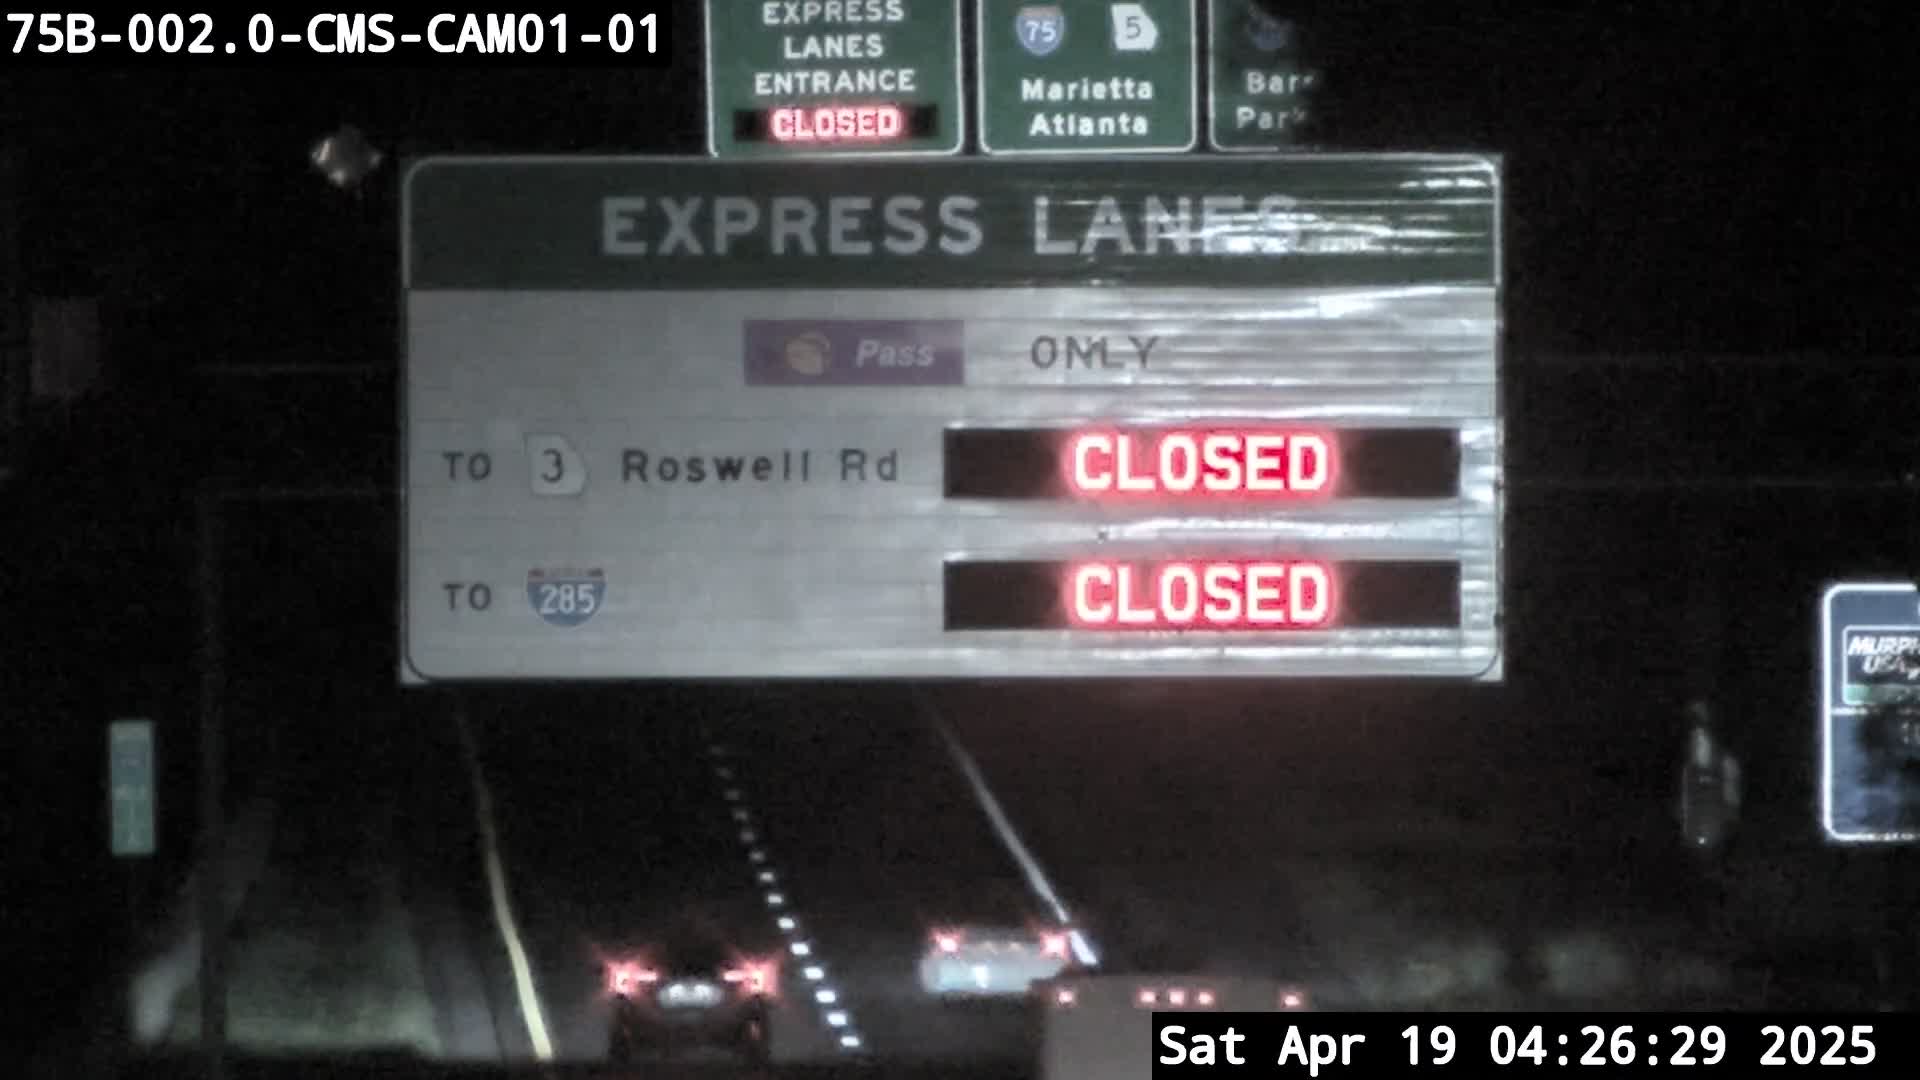 75B-002.0-CMS-CAM01-01
EXPRESS
LANES
ENTRANCE
CLOSED
75 5
Marietta
Atlanta
EXPRESS LANES
Pass ONLY
TO 3 Roswell Rd CLOSED
TO 285 CLOSED
Sat Apr 19 04:26:29 2025